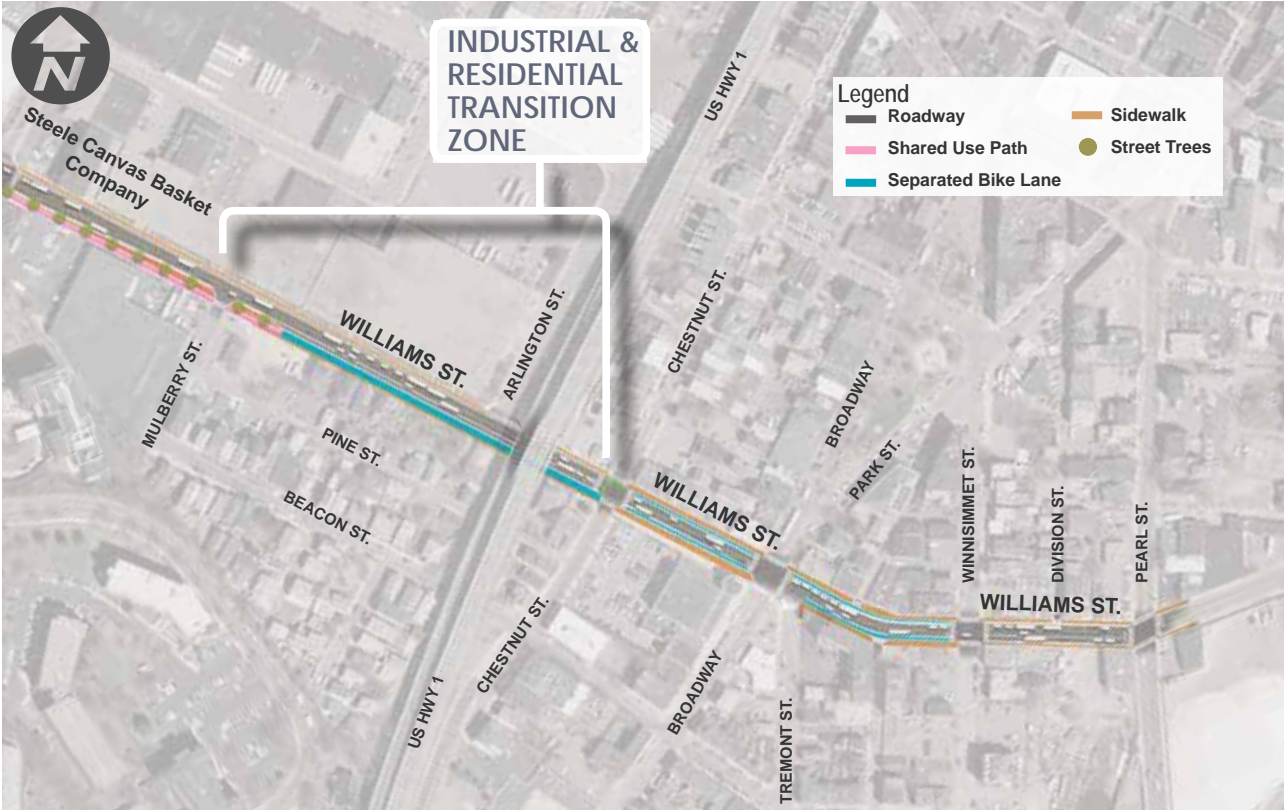 N
INDUSTRIAL &
RESIDENTIAL
TRANSITION
ZONE
US HWY 1
Legend
Roadway
Sidewalk
Shared Use Path
Street Trees
Separated Bike Lane
Steele Canvas Basket
Company
WILLIAMS ST.
ARLINGTON ST.
CHESTNUT ST.
MULBERRY ST.
PINE ST.
BEACON ST.
BROADWAY
PARK ST.
WILLIAMS ST.
WINNISIMMET ST.
DIVISION ST.
PEARL ST.
WILLIAMS ST.
CHESTNUT ST.
US HWY 1
BROADWAY
TREMONT ST.